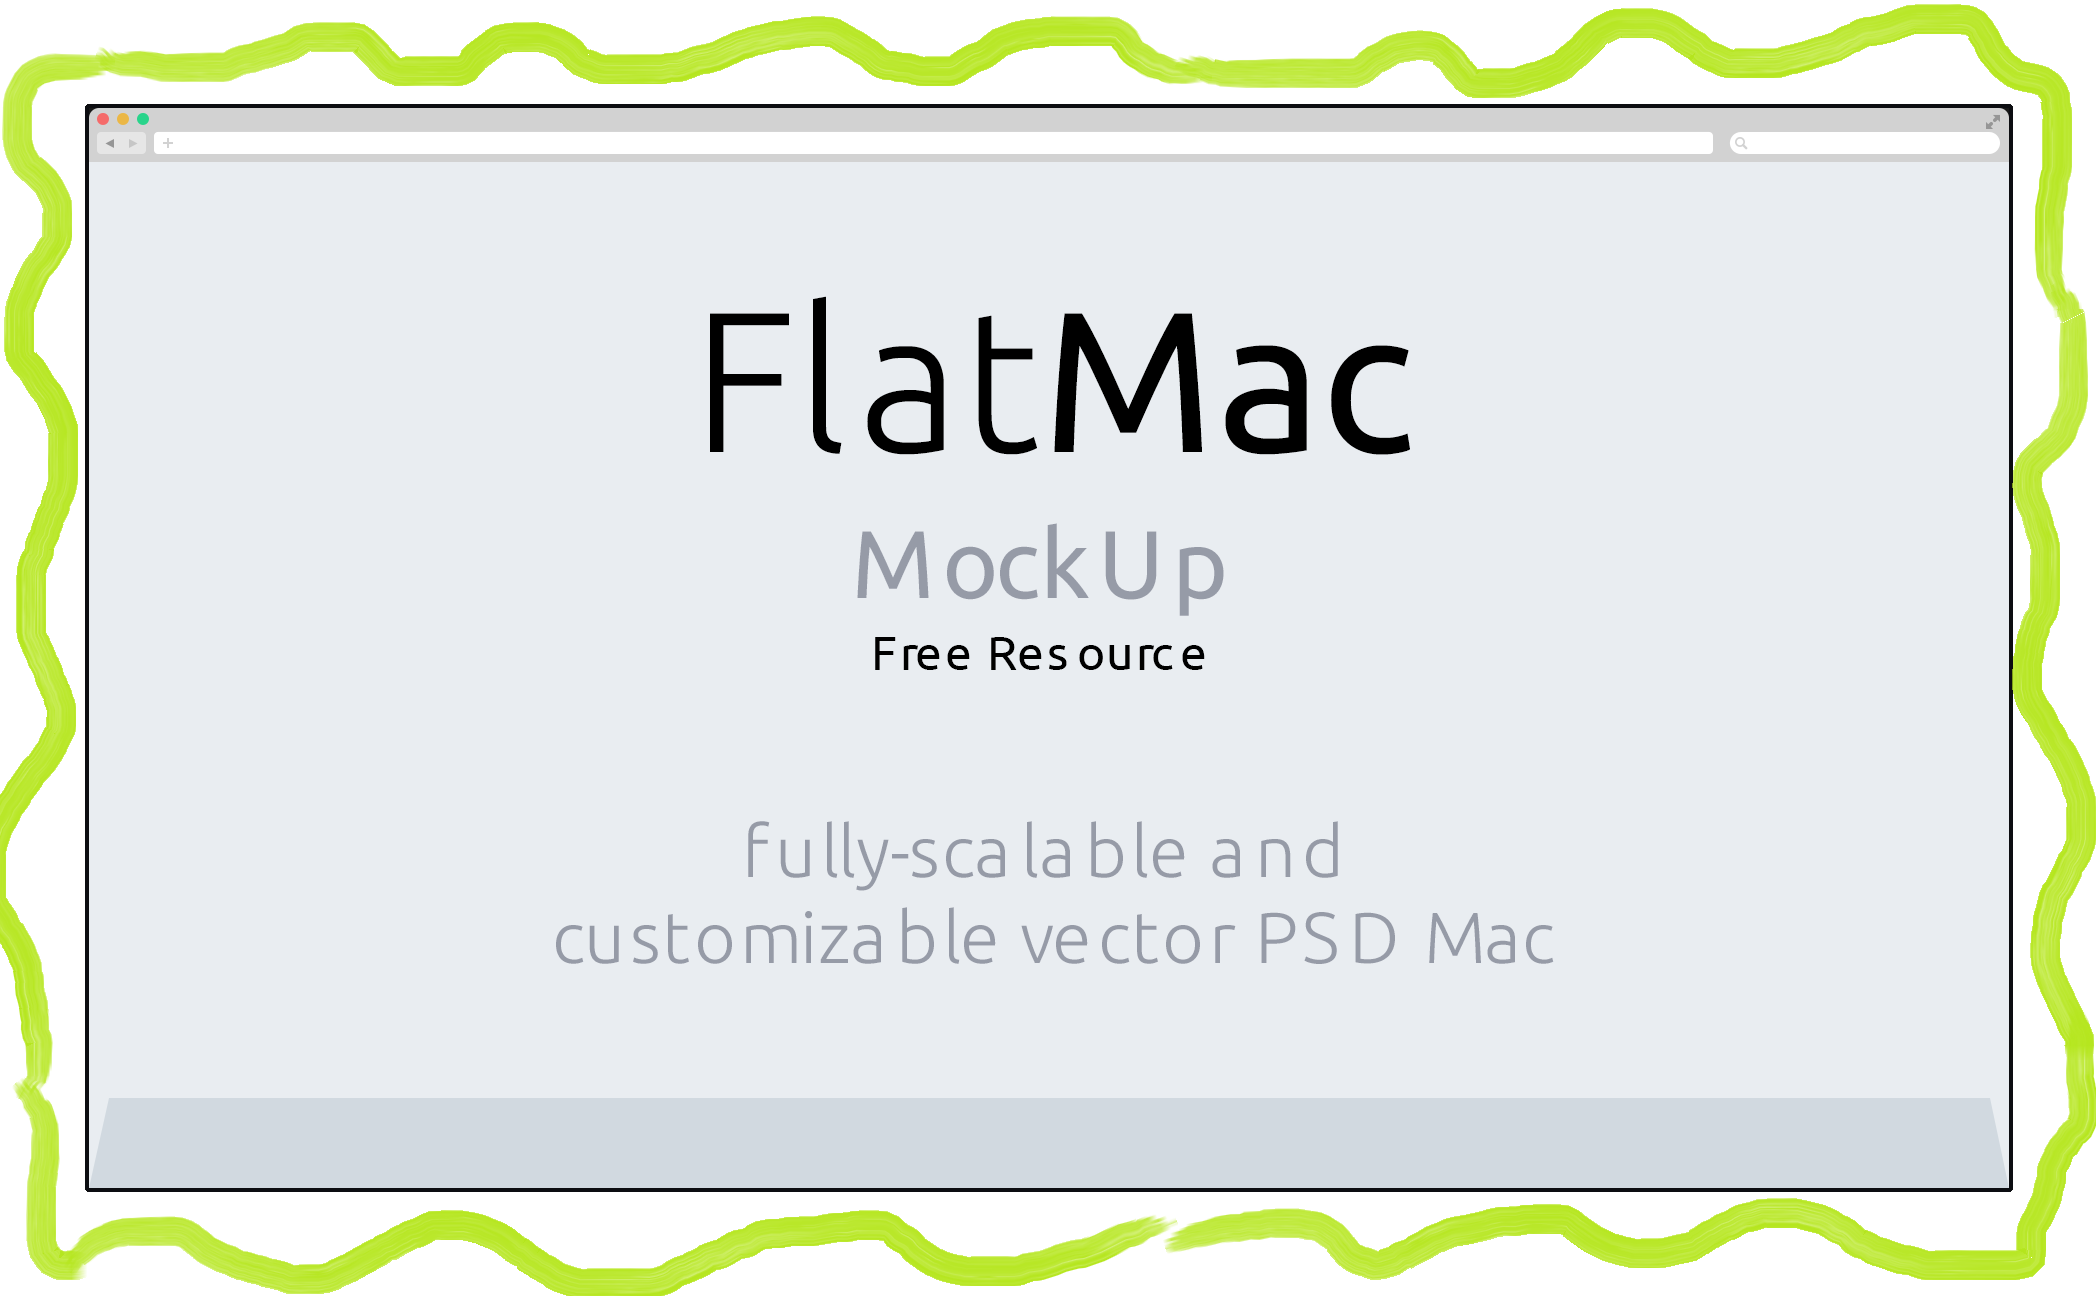 FlatMac
MockUp
Free Resource
fully-scalable and
customizable vector PSD Mac